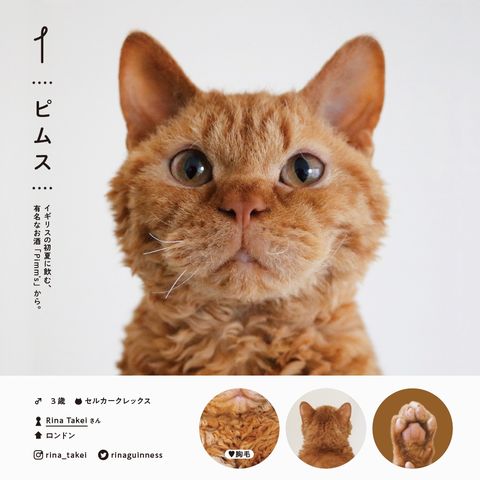 ピムス
イギリスの初夏に飲む、
有名なお酒「Pimm's」から。
♂ 3歳 セルカークレックス
Rina Takei さん
ロンドン
rina_takei rinaguinness
♥胸毛